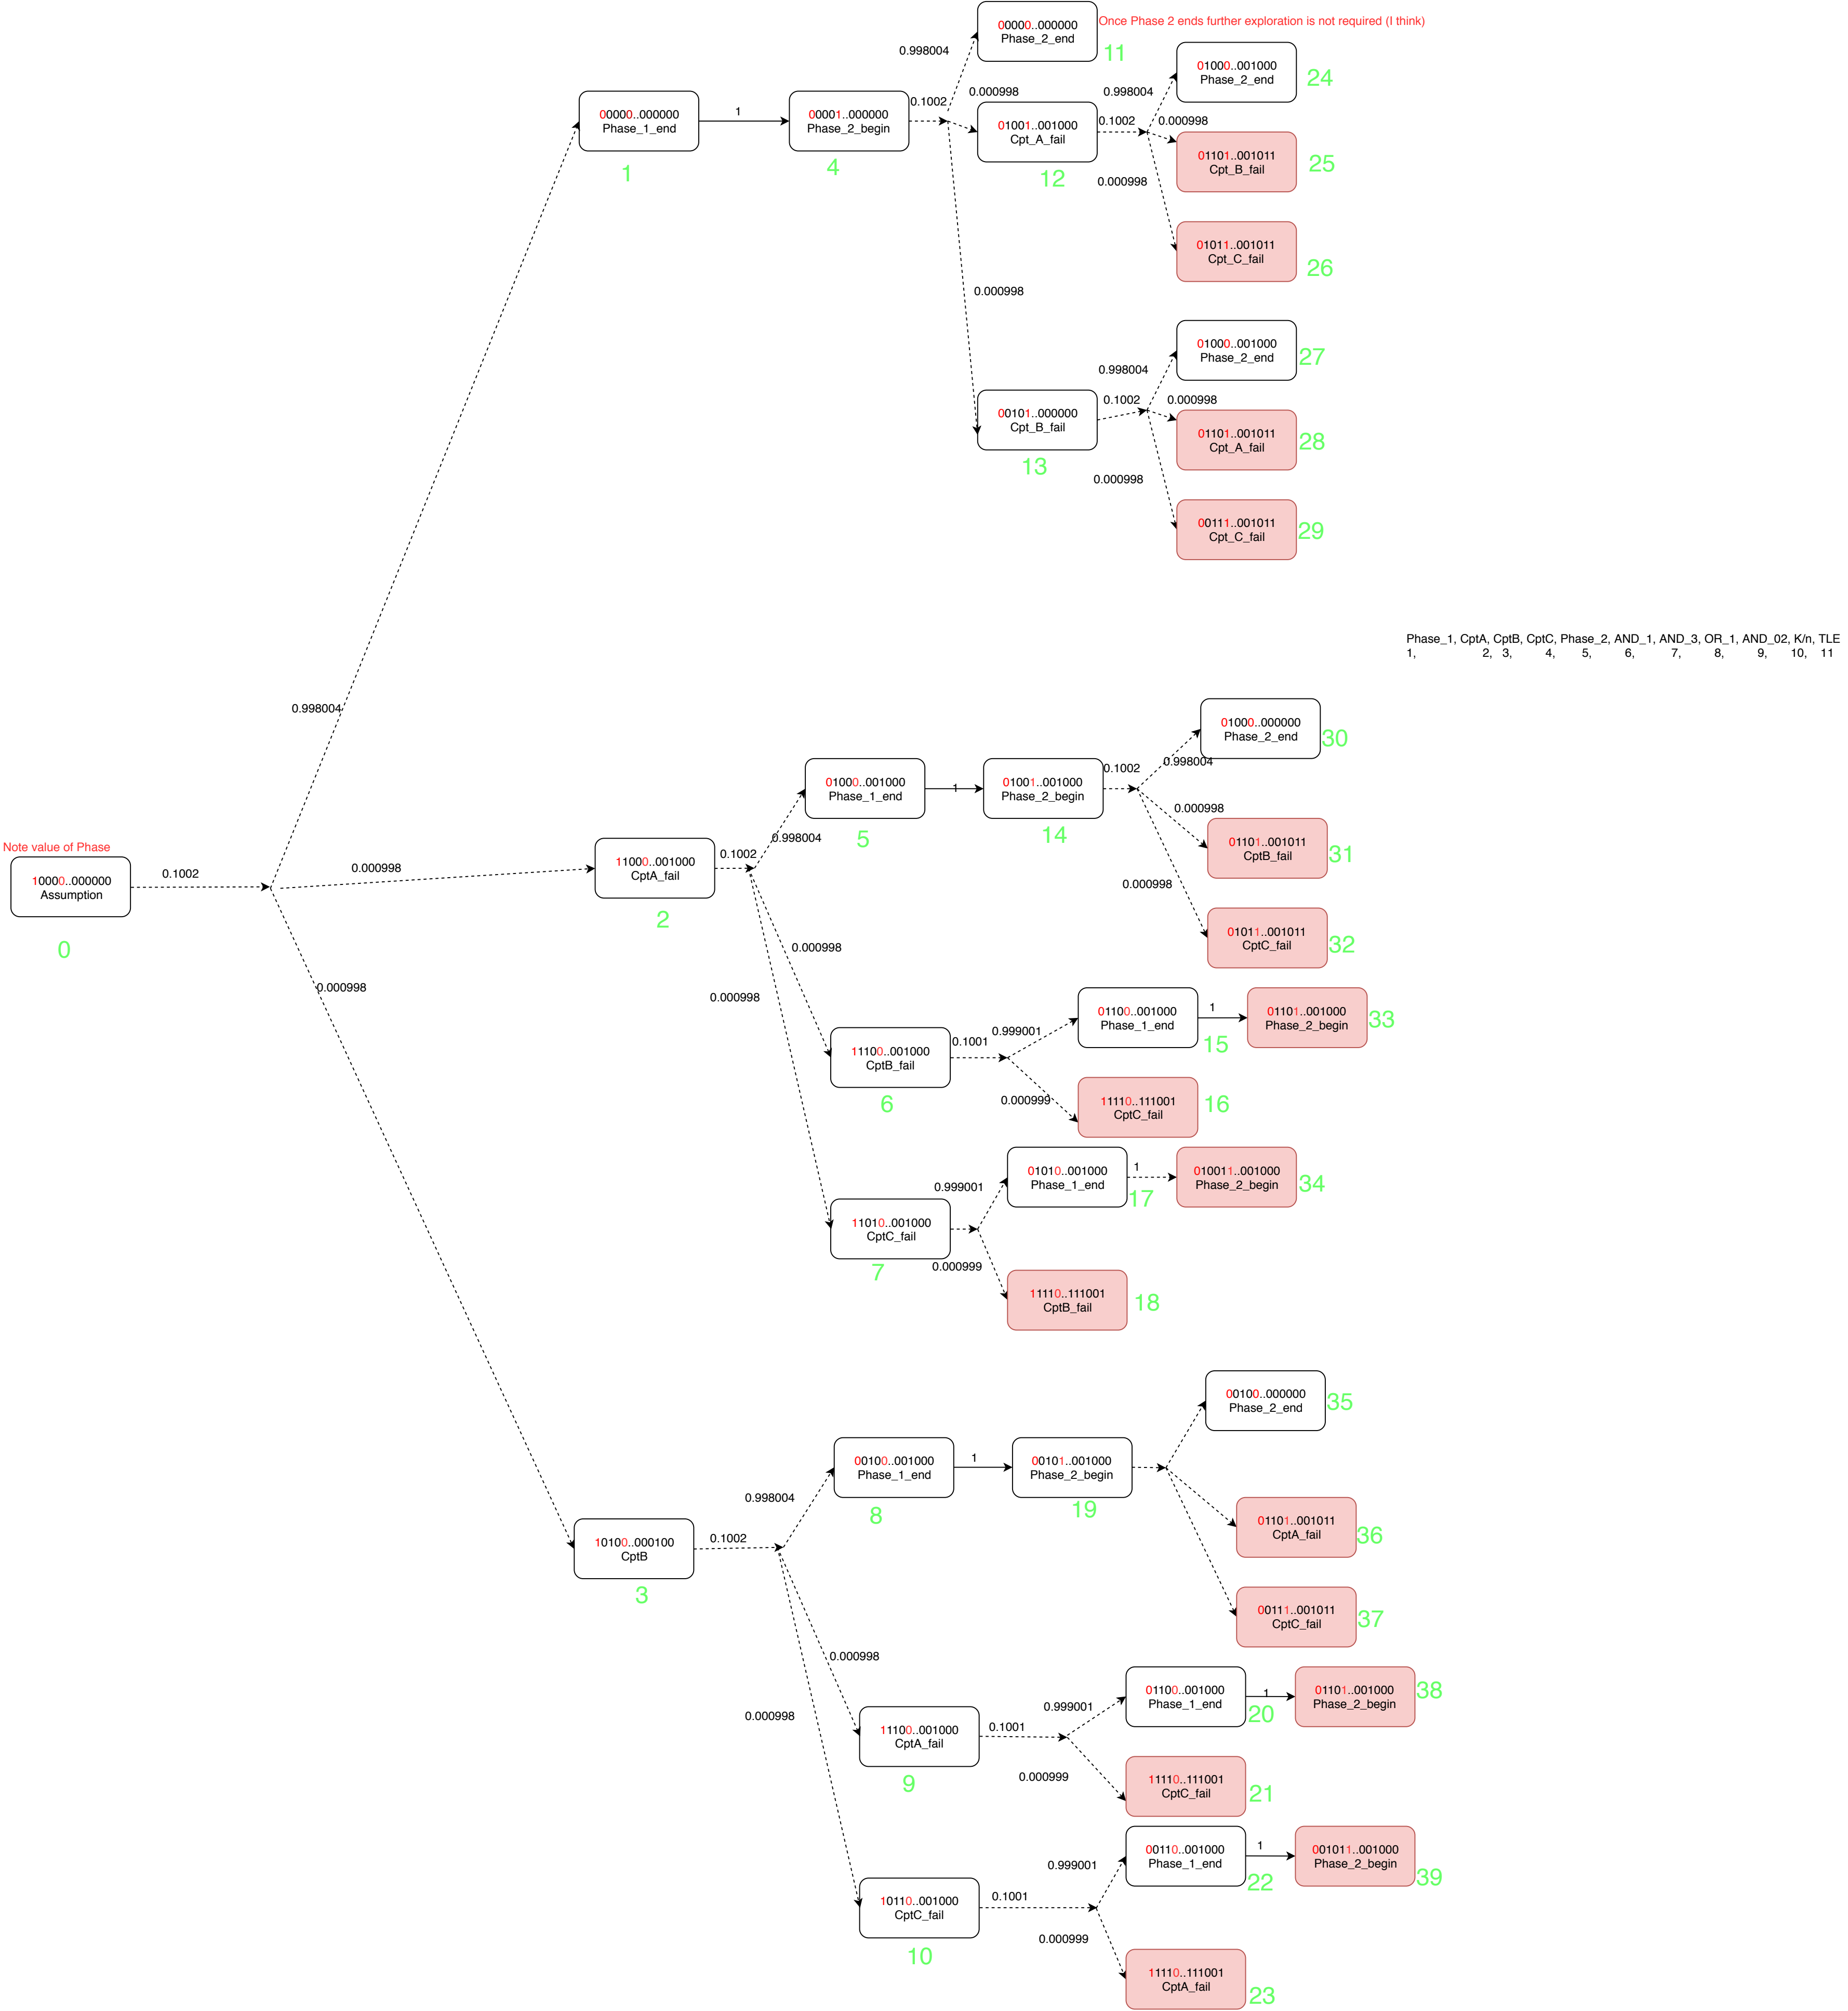 00000..000000
Phase_1_end
1
1
00001..000000
Phase_2_begin
4
0.1002
0.998004
00000..000000
Phase_2_end
Once Phase 2 ends further exploration is not required (I think)
11
0.000998
01001..001000
Cpt_A_fail
12
0.1002
0.998004
01000..001000
Phase_2_end
24
0.000998
01101..001011
Cpt_B_fail
25
0.000998
01011..001011
Cpt_C_fail
26
0.000998
00101..000000
Cpt_B_fail
13
0.1002
0.998004
01000..001000
Phase_2_end
27
0.000998
01101..001011
Cpt_A_fail
28
0.000998
00111..001011
Cpt_C_fail
29
Phase_1, CptA, CptB, CptC, Phase_2, AND_1, AND_3, OR_1, AND_02, K/n, TLE
1, 2, 3, 4, 5, 6, 7, 8, 9, 10, 11
0.998004
Note value of Phase
10000..000000
Assumption
0
0.1002
0.000998
0.000998
11000..001000
CptA_fail
2
0.1002
0.998004
01000..001000
Phase_1_end
5
1
01001..001000
Phase_2_begin
14
0.1002
0.998004
01000..000000
Phase_2_end
30
0.000998
01101..001011
CptB_fail
31
0.000998
01011..001011
CptC_fail
32
0.000998
11100..001000
CptB_fail
6
0.1001
0.999001
01100..001000
Phase_1_end
15
1
01101..001000
Phase_2_begin
33
0.000999
11110..111001
CptC_fail
16
0.000998
11010..001000
CptC_fail
7
0.999001
01010..001000
Phase_1_end
17
1
010011..001000
Phase_2_begin
34
0.000999
11110..111001
CptB_fail
18
10100..000100
CptB
3
0.1002
0.998004
00100..001000
Phase_1_end
8
1
00101..001000
Phase_2_begin
19
00100..000000
Phase_2_end
35
01101..001011
CptA_fail
36
00111..001011
CptC_fail
37
0.000998
11100..001000
CptA_fail
9
0.1001
0.999001
01100..001000
Phase_1_end
20
1
01101..001000
Phase_2_begin
38
0.000999
11110..111001
CptC_fail
21
0.000998
10110..001000
CptC_fail
10
0.1001
0.999001
00110..001000
Phase_1_end
22
1
001011..001000
Phase_2_begin
39
0.000999
11110..111001
CptA_fail
23